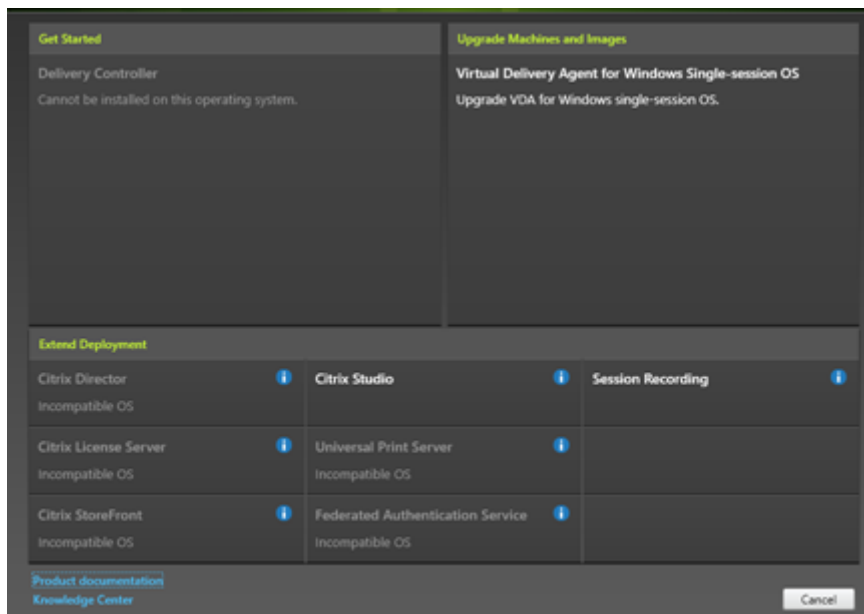 Get Started
Delivery Controller
Cannot be installed on this operating system.
Upgrade Machines and Images
Virtual Delivery Agent for Windows Single-session OS
Upgrade VDA for Windows single-session OS.
Extend Deployment
Citrix Director
Incompatible OS
Citrix Studio
Session Recording
Citrix License Server
Incompatible OS
Universal Print Server
Incompatible OS
Citrix StoreFront
Incompatible OS
Federated Authentication Service
Incompatible OS
Product documentation
Knowledge Center
Cancel